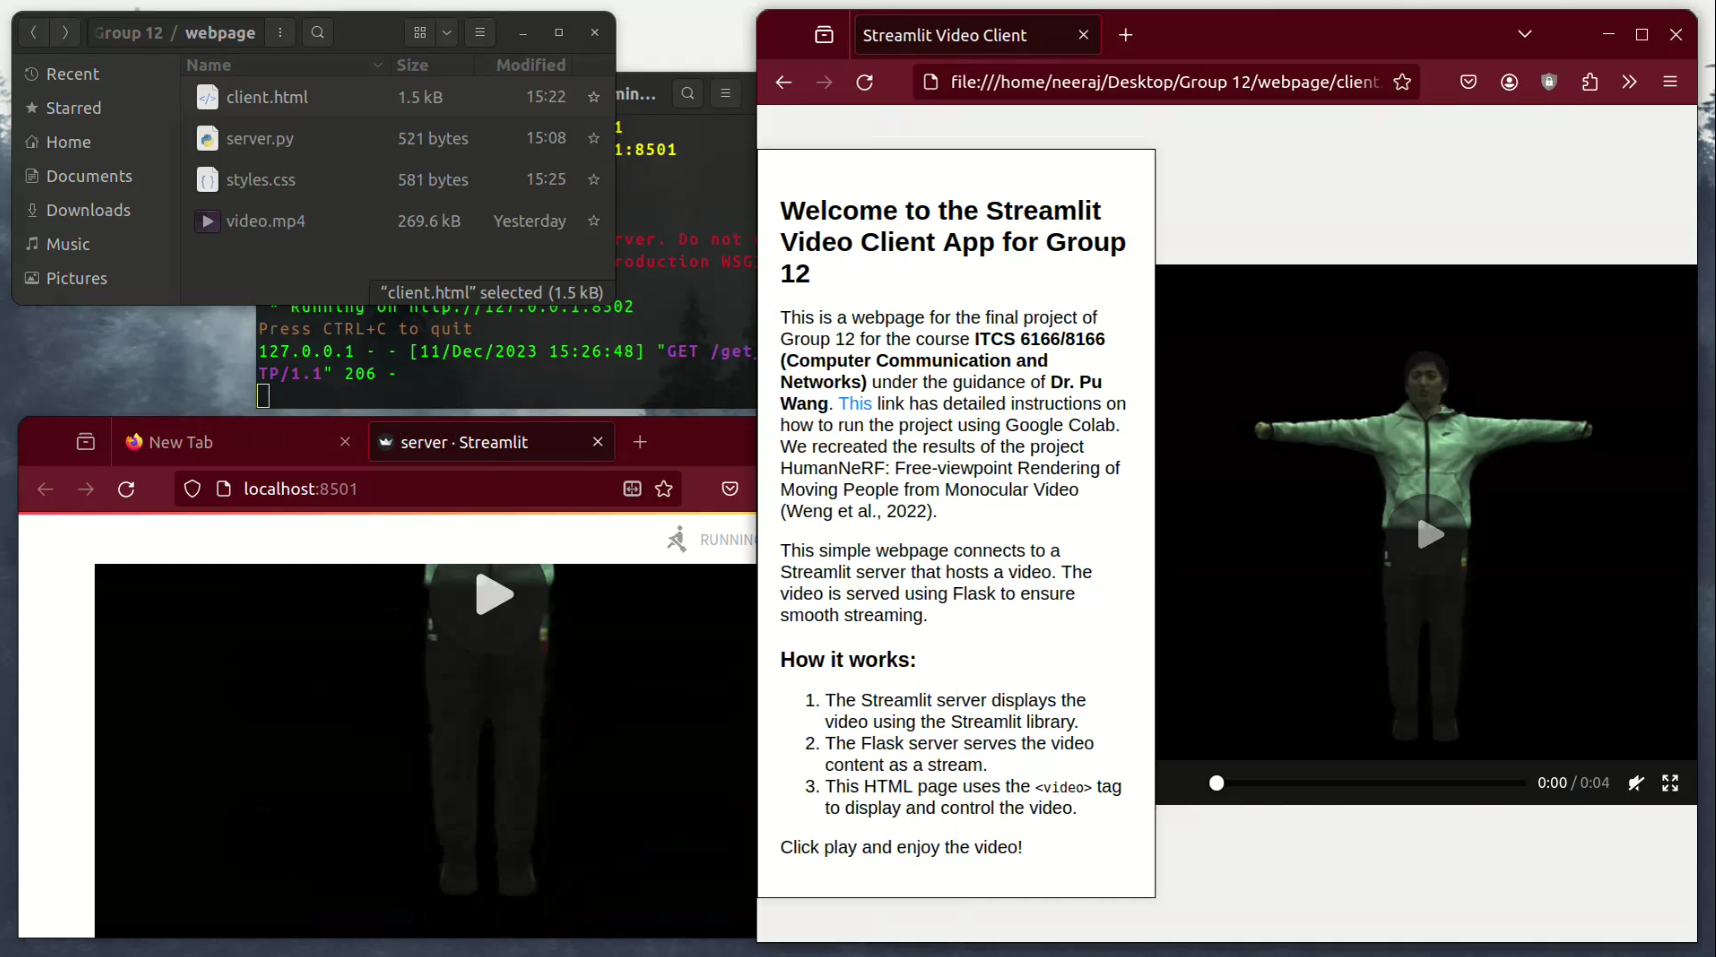 Group 12 / webpage
Name Size Modified
Recent
Starred
Home
Documents
Downloads
Music
Pictures
client.html 1.5 kB 15:22
server.py 521 bytes 15:08
styles.css 581 bytes 15:25
video.mp4 269.6 kB Yesterday
"client.html" selected (1.5 kB)
min...
1
1:8501
rver. Do not
roduction WSG
* Running on http://127.0.0.1:8502
Press CTRL+C to quit
127.0.0.1 - - [11/Dec/2023 15:26:48] "GET /get_
TP/1.1" 206 -
New Tab
server · Streamlit
localhost:8501
RUNNING
Streamlit Video Client
file:///home/neeraj/Desktop/Group 12/webpage/client.
Welcome to the Streamlit
Video Client App for Group
12
This is a webpage for the final project of
Group 12 for the course ITCS 6166/8166
(Computer Communication and
Networks) under the guidance of Dr. Pu
Wang. This link has detailed instructions on
how to run the project using Google Colab.
We recreated the results of the project
HumanNeRF: Free-viewpoint Rendering of
Moving People from Monocular Video
(Weng et al., 2022).
This simple webpage connects to a
Streamlit server that hosts a video. The
video is served using Flask to ensure
smooth streaming.
How it works:
1. The Streamlit server displays the
video using the Streamlit library.
2. The Flask server serves the video
content as a stream.
3. This HTML page uses the <video> tag
to display and control the video.
Click play and enjoy the video!
0:00 / 0:04